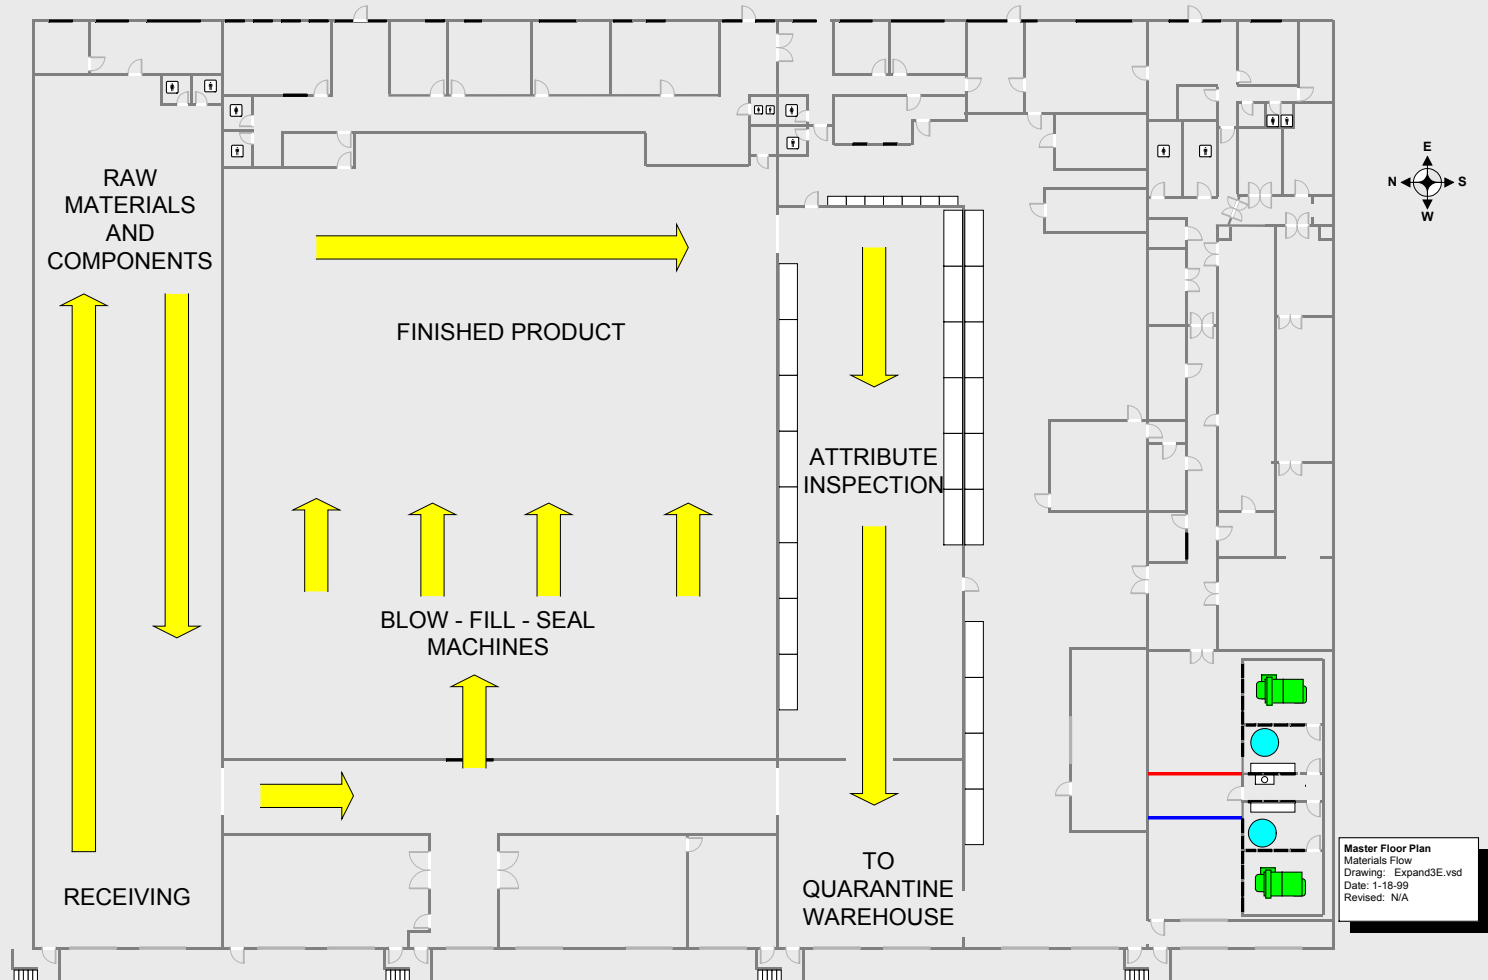 RAW
MATERIALS
AND
COMPONENTS
FINISHED PRODUCT
ATTRIBUTE
INSPECTION
BLOW - FILL - SEAL
MACHINES
RECEIVING
TO
QUARANTINE
WAREHOUSE
E
N
S
W
Master Floor Plan
Materials Flow
Drawing: Expand3E.vsd
Date: 1-18-99
Revised: N/A